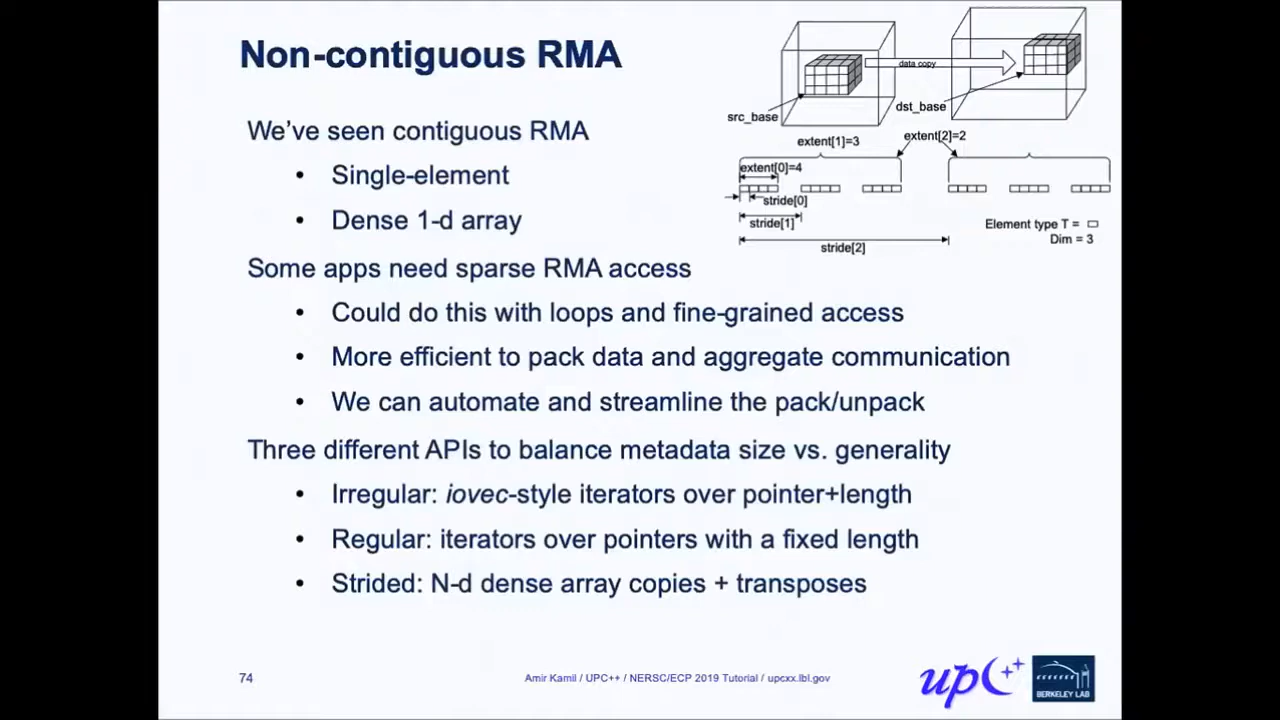 Non-contiguous RMA
data copy
src_base
dst_base
We've seen contiguous RMA
• Single-element
• Dense 1-d array
extent[1]=3
extent[2]=2
extent[0]=4
stride[0]
stride[1]
stride[2]
Element type T =
Dim = 3
Some apps need sparse RMA access
• Could do this with loops and fine-grained access
• More efficient to pack data and aggregate communication
• We can automate and streamline the pack/unpack
Three different APIs to balance metadata size vs. generality
• Irregular: iovec-style iterators over pointer+length
• Regular: iterators over pointers with a fixed length
• Strided: N-d dense array copies + transposes
74
Amir Kamil / UPC++ / NERSC/ECP 2019 Tutorial / upcxx.lbl.gov
upC++
BERKELEY LAB